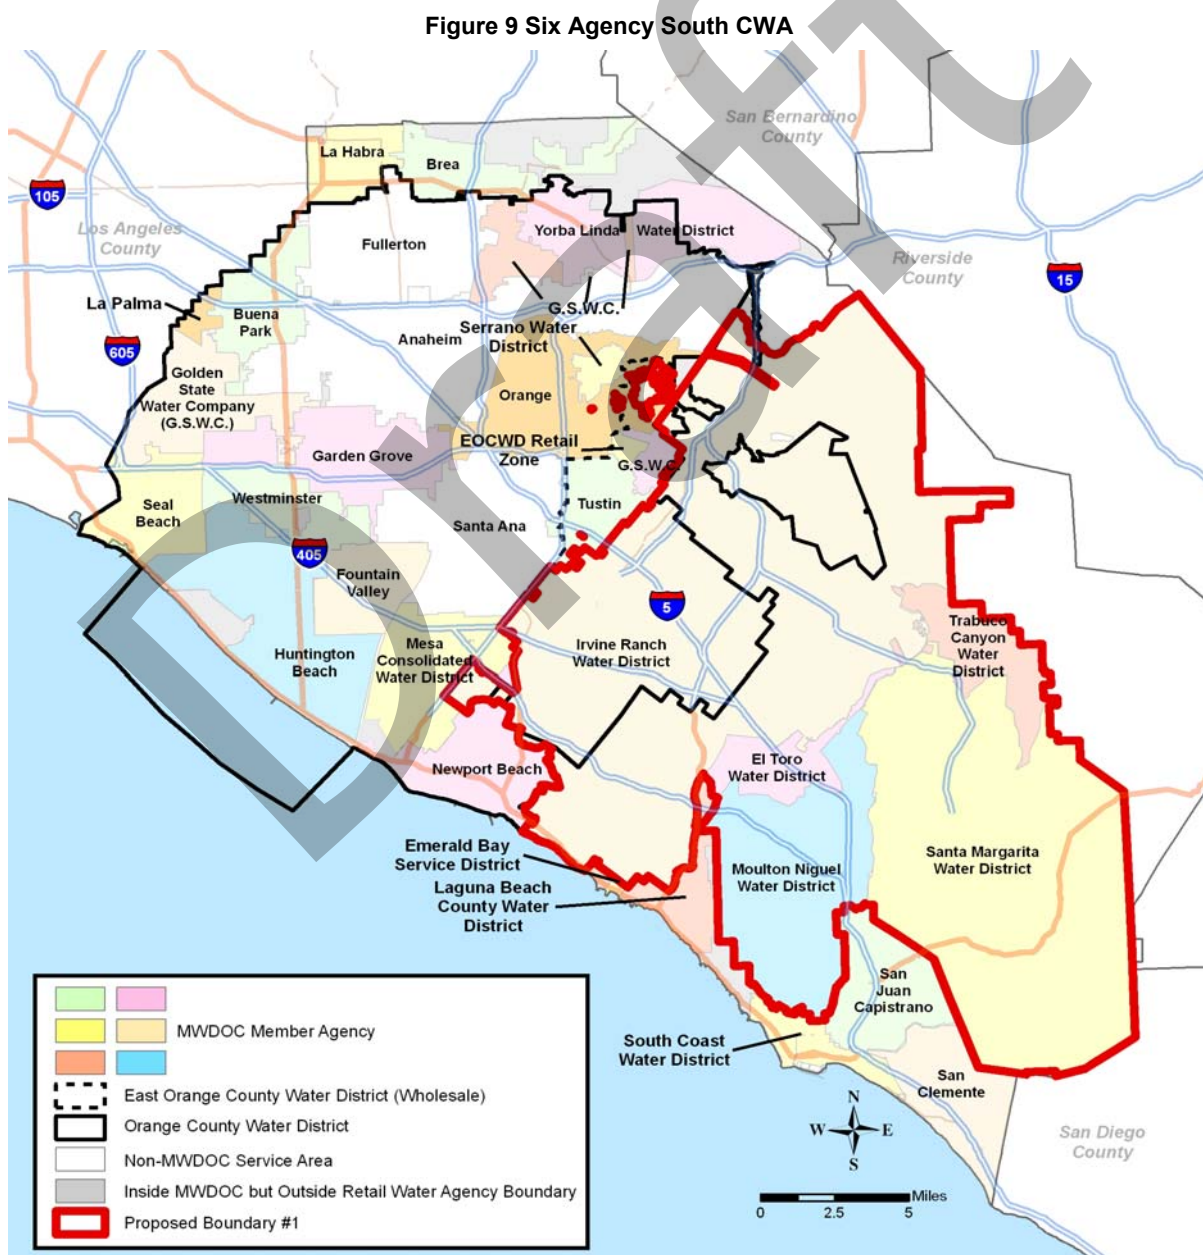 Figure 9 Six Agency South CWA
San Bernardino
County
La Habra
Brea
105
Los Angeles
County
Yorba Linda
Water District
Fullerton
Riverside
County
15
La Palma
G.S.W.C.
Buena
Park
Serrano Water
District
Anaheim
605
Golden
State
Water Company
(G.S.W.C.)
Orange
EOCWD Retail
Zone
Garden Grove
G.S.W.C.
Seal
Beach
Westminster
Tustin
Santa Ana
405
Fountain
Valley
5
Trabuco
Canyon
Water
District
Mesa
Consolidated
Water District
Irvine Ranch
Water District
Huntington
Beach
Newport Beach
El Toro
Water District
Emerald Bay
Service District
Santa Margarita
Water District
Moulton Niguel
Water District
Laguna Beach
County Water
District
San
Juan
Capistrano
South Coast
Water District
San
Clemente
San Diego
County
MWDOC Member Agency
East Orange County Water District (Wholesale)
Orange County Water District
Non-MWDOC Service Area
Inside MWDOC but Outside Retail Water Agency Boundary
Proposed Boundary #1
N
W
E
S
Miles
0
2.5
5
Draft